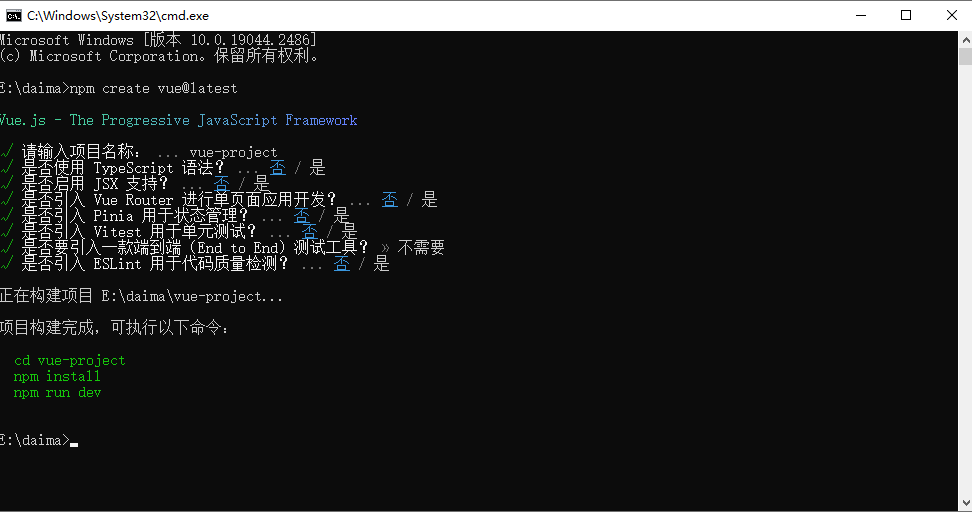 C:\Windows\System32\cmd.exe
Microsoft Windows [版本 10.0.19044.2486]
(c) Microsoft Corporation。保留所有权利。
E:\daima>npm create vue@latest
Vue.js - The Progressive JavaScript Framework
√ 请输入项目名称： ... vue-project
√ 是否使用 TypeScript 语法？ ... 否 / 是
√ 是否启用 JSX 支持？ ... 否 / 是
√ 是否引入 Vue Router 进行单页面应用开发？ ... 否 / 是
√ 是否引入 Pinia 用于状态管理？ ... 否 / 是
√ 是否引入 Vitest 用于单元测试？ ... 否 / 是
√ 是否要引入一款端到端（End to End）测试工具？ » 不需要
√ 是否引入 ESLint 用于代码质量检测？ ... 否 / 是
正在构建项目 E:\daima\vue-project...
项目构建完成，可执行以下命令：
cd vue-project
npm install
npm run dev
E:\daima>